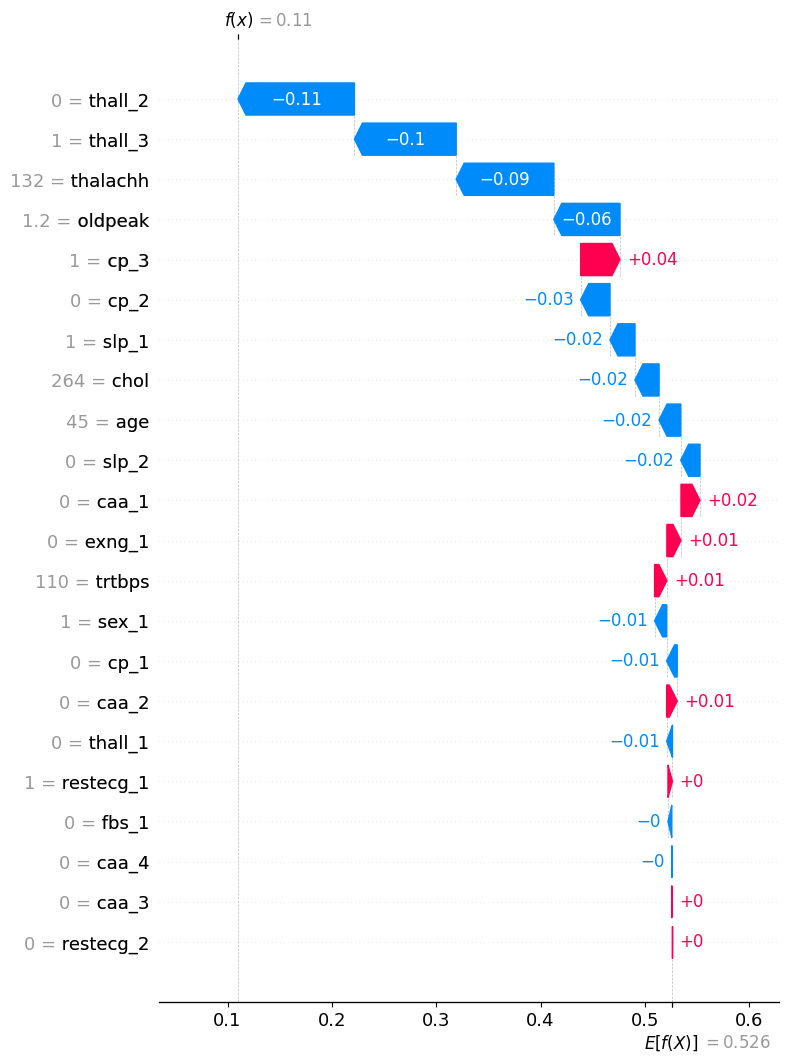 f(x) = 0.11
0 = thall_2 −0.11
1 = thall_3 −0.1
132 = thalachh −0.09
1.2 = oldpeak −0.06
1 = cp_3 +0.04
0 = cp_2 −0.03
1 = slp_1 −0.02
264 = chol −0.02
45 = age −0.02
0 = slp_2 −0.02
0 = caa_1 +0.02
0 = exng_1 +0.01
110 = trtbps +0.01
1 = sex_1 −0.01
0 = cp_1 −0.01
0 = caa_2 +0.01
0 = thall_1 −0.01
1 = restecg_1 +0
0 = fbs_1 −0
0 = caa_4 −0
0 = caa_3 +0
0 = restecg_2 +0
0.1 0.2 0.3 0.4 0.5 0.6
E[f(X)] = 0.526